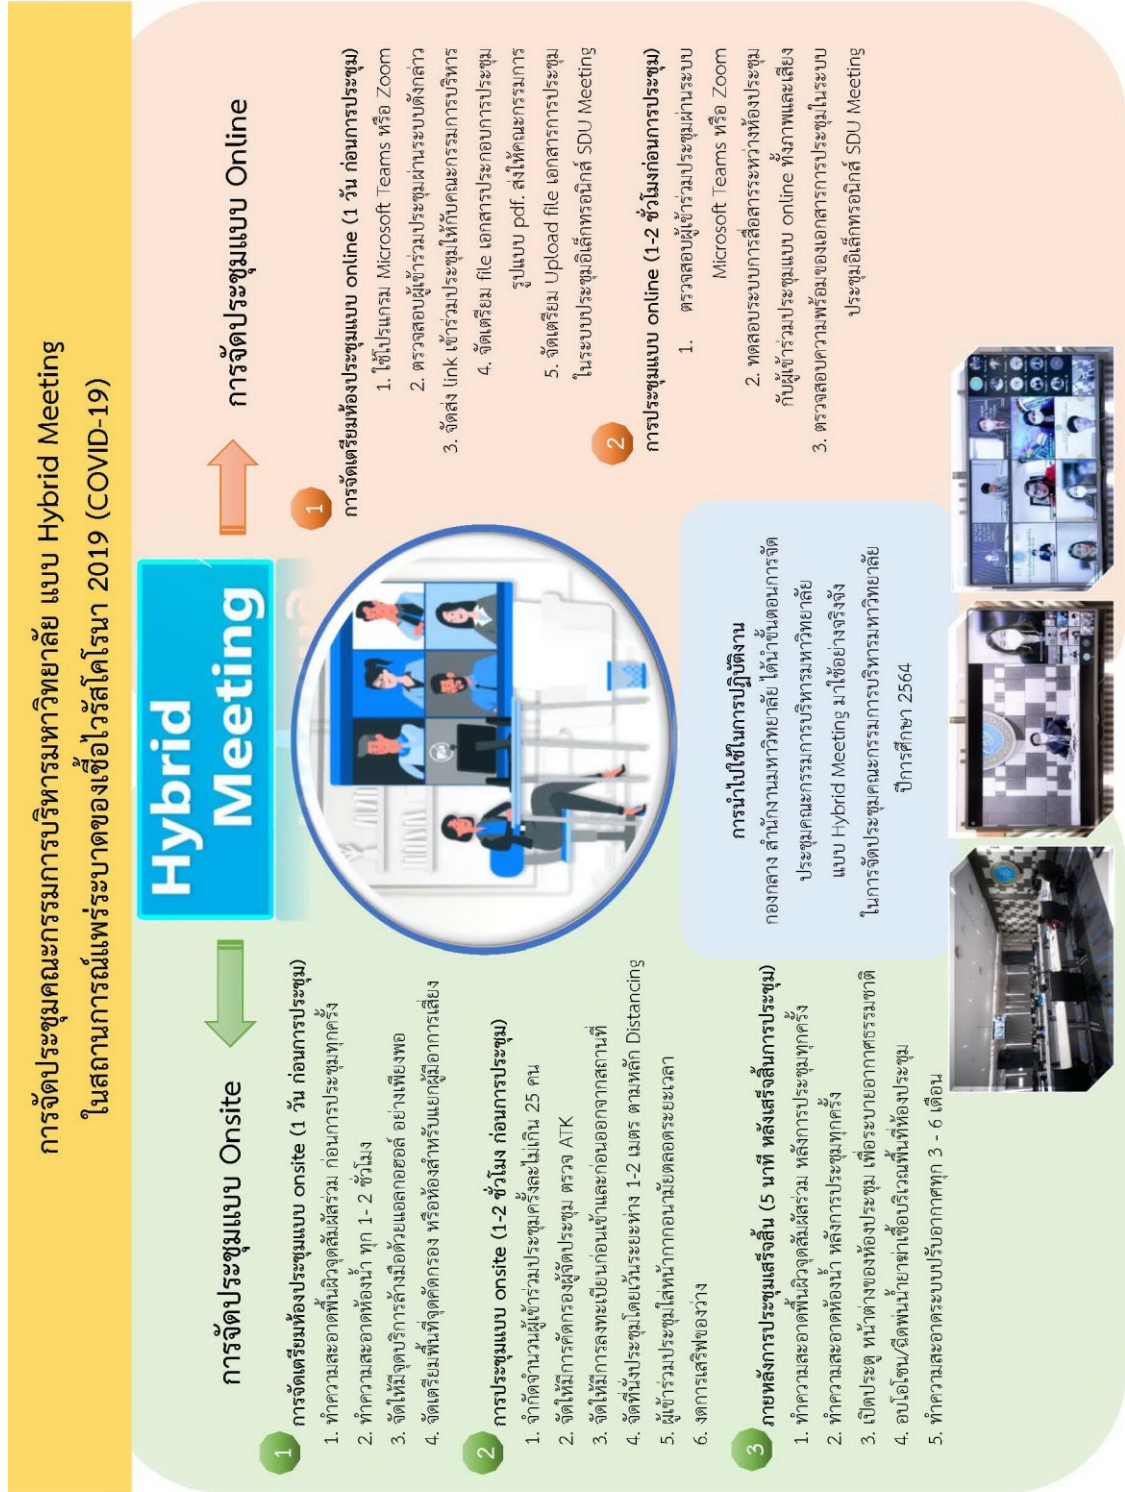 การจัดประชุมคณะกรรมการบริหารมหาวิทยาลัย แบบ Hybrid Meeting
ในสถานการณ์แพร่ระบาดของเชื้อไวรัสโคโรนา 2019 (COVID-19)
Hybrid
Meeting
การจัดประชุมแบบ Onsite
1
การจัดเตรียมห้องประชุมแบบ onsite (1 วัน ก่อนการประชุม)
1. ทำความสะอาดพื้นผิวจุดสัมผัสร่วม ก่อนการประชุมทุกครั้ง
2. ทำความสะอาดห้องน้ำ ทุก 1- 2 ชั่วโมง
3. จัดให้มีจุดบริการล้างมือด้วยแอลกอฮอล์ อย่างเพียงพอ
4. จัดเตรียมพื้นที่จุดคัดกรอง หรือห้องสำหรับแยกผู้มีอาการเสี่ยง
2
การประชุมแบบ onsite (1-2 ชั่วโมง ก่อนการประชุม)
1. จำกัดจำนวนผู้เข้าร่วมประชุมครั้งละไม่เกิน 25 คน
2. จัดให้มีการคัดกรองผู้จัดประชุม ตรวจ ATK
3. จัดให้มีการลงทะเบียนก่อนเข้าและก่อนออกจากสถานที่
4. จัดที่นั่งประชุมโดยเว้นระยะห่าง 1-2 เมตร ตามหลัก Distancing
5. ผู้เข้าร่วมประชุมใส่หน้ากากอนามัยตลอดระยะเวลา
6. งดการเสริฟของว่าง
3
ภายหลังการประชุมเสร็จสิ้น (5 นาที หลังเสร็จสิ้นการประชุม)
1. ทำความสะอาดพื้นผิวจุดสัมผัสร่วม หลังการประชุมทุกครั้ง
2. ทำความสะอาดห้องน้ำ หลังการประชุมทุกครั้ง
3. เปิดประตู หน้าต่างของห้องประชุม เพื่อระบายอากาศธรรมชาติ
4. อบโอโซน/ฉีดพ่นน้ำยาฆ่าเชื้อบริเวณพื้นที่ห้องประชุม
5. ทำความสะอาดระบบปรับอากาศทุก 3 - 6 เดือน
การนำไปใช้ในการปฏิบัติงาน
กองกลาง สำนักงานมหาวิทยาลัย ได้นำขั้นตอนการจัด
ประชุมคณะกรรมการบริหารมหาวิทยาลัย
แบบ Hybrid Meeting มาใช้อย่างจริงจัง
ในการจัดประชุมคณะกรรมการบริหารมหาวิทยาลัย
ปีการศึกษา 2564
การจัดประชุมแบบ Online
1
การจัดเตรียมห้องประชุมแบบ online (1 วัน ก่อนการประชุม)
1. ใช้โปรแกรม Microsoft Teams หรือ Zoom
2. ตรวจสอบผู้เข้าร่วมประชุมผ่านระบบดังกล่าว
3. จัดส่ง link เข้าร่วมประชุมให้กับคณะกรรมการบริหาร
4. จัดเตรียม file เอกสารประกอบการประชุม
รูปแบบ pdf. ส่งให้คณะกรรมการ
5. จัดเตรียม Upload file เอกสารการประชุม
ในระบบประชุมอิเล็กทรอนิกส์ SDU Meeting
2
การประชุมแบบ online (1-2 ชั่วโมงก่อนการประชุม)
1. ตรวจสอบผู้เข้าร่วมประชุมผ่านระบบ
Microsoft Teams หรือ Zoom
2. ทดสอบระบบการสื่อสารระหว่างห้องประชุม
กับผู้เข้าร่วมประชุมแบบ online ทั้งภาพและเสียง
3. ตรวจสอบความพร้อมของเอกสารการประชุมในระบบ
ประชุมอิเล็กทรอนิกส์ SDU Meeting